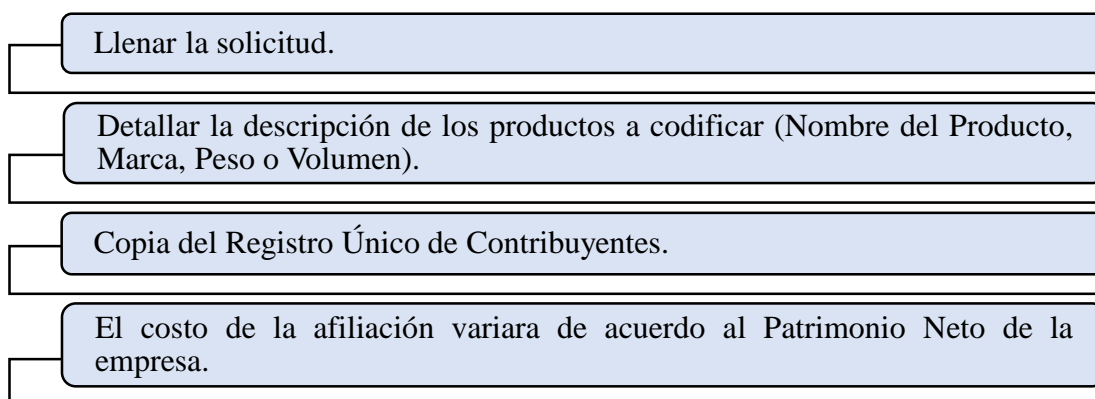 Llenar la solicitud.
Detallar la descripción de los productos a codificar (Nombre del Producto,
Marca, Peso o Volumen).
Copia del Registro Único de Contribuyentes.
El costo de la afiliación variara de acuerdo al Patrimonio Neto de la
empresa.